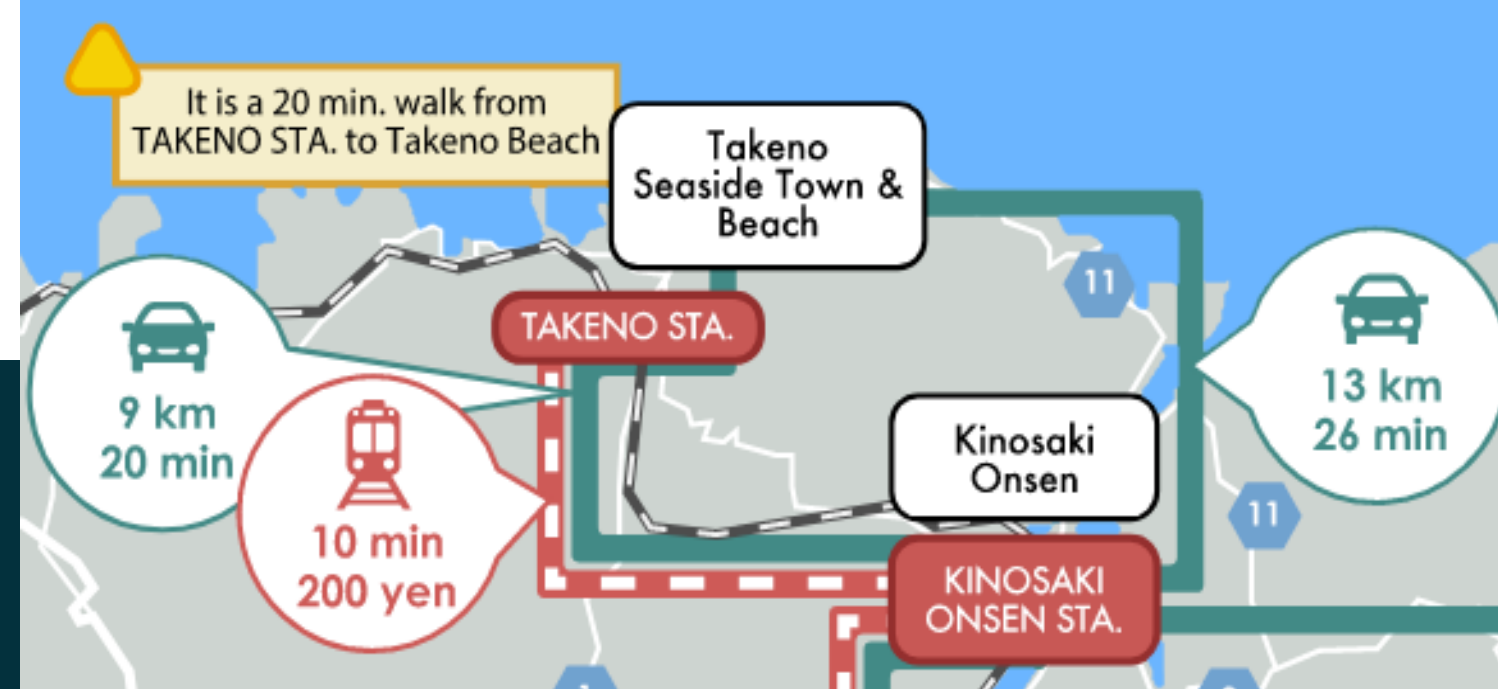 It is a 20 min. walk from
TAKENO STA. to Takeno Beach
Takeno
Seaside Town &
Beach
11
TAKENO STA.
9 km
20 min
13 km
26 min
Kinosaki
Onsen
10 min
200 yen
11
KINOSAKI
ONSEN STA.